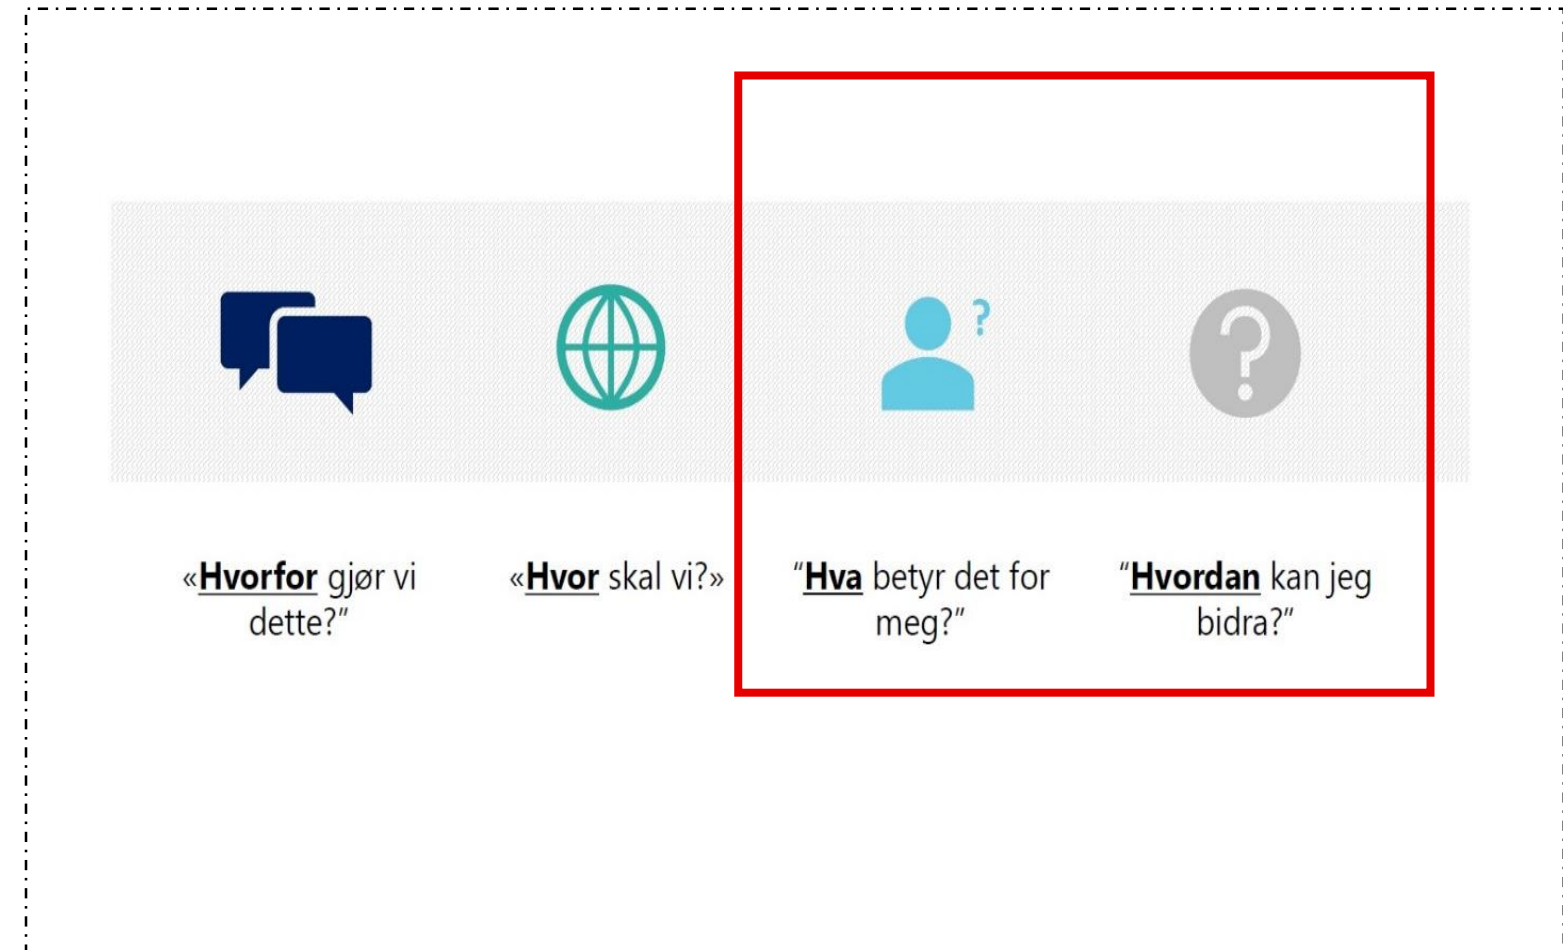 «Hvorfor gjør vi
dette?”
«Hvor skal vi?»
“Hva betyr det for
meg?”
“Hvordan kan jeg
bidra?”